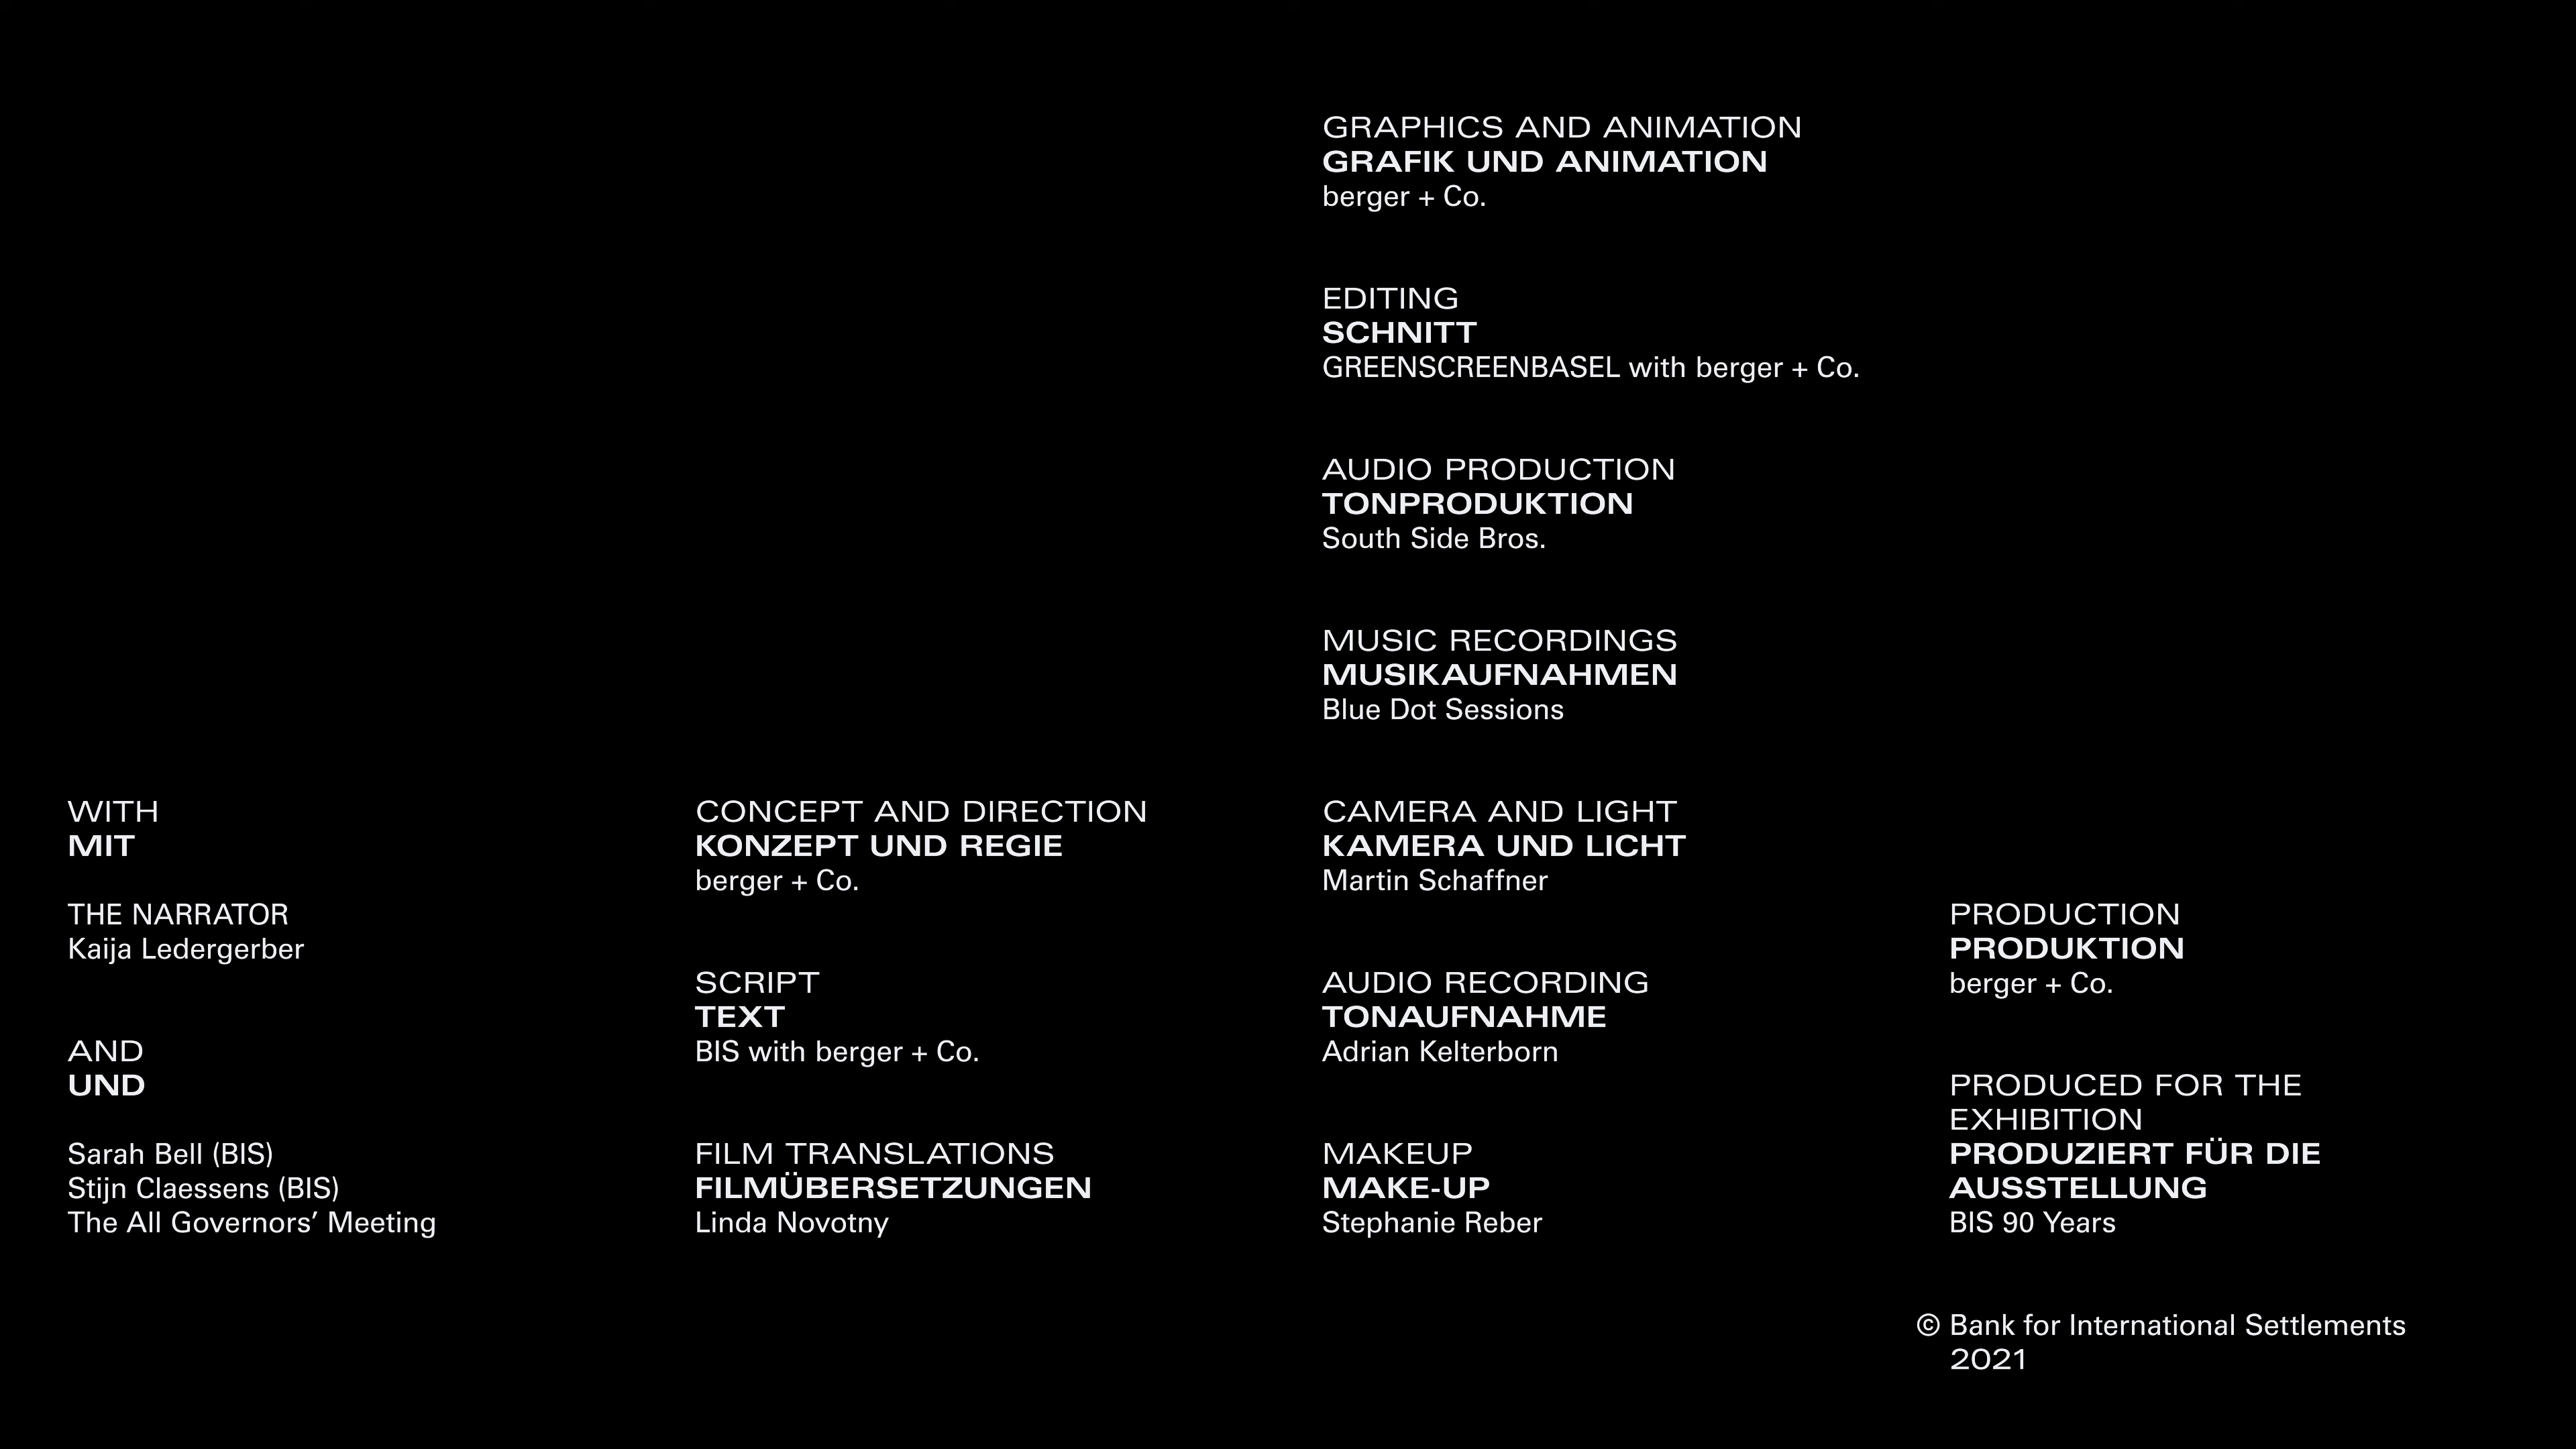 WITH
MIT
THE NARRATOR
Kaija Ledergerber
AND
UND
Sarah Bell (BIS)
Stijn Claessens (BIS)
The All Governors’ Meeting
CONCEPT AND DIRECTION
KONZEPT UND REGIE
berger + Co.
SCRIPT
TEXT
BIS with berger + Co.
FILM TRANSLATIONS
FILMÜBERSETZUNGEN
Linda Novotny
GRAPHICS AND ANIMATION
GRAFIK UND ANIMATION
berger + Co.
EDITING
SCHNITT
GREENSCREENBASEL with berger + Co.
AUDIO PRODUCTION
TONPRODUKTION
South Side Bros.
MUSIC RECORDINGS
MUSIKAUFNAHMEN
Blue Dot Sessions
CAMERA AND LIGHT
KAMERA UND LICHT
Martin Schaffner
AUDIO RECORDING
TONAUFNAHME
Adrian Kelterborn
MAKEUP
MAKE-UP
Stephanie Reber
PRODUCTION
PRODUKTION
berger + Co.
PRODUCED FOR THE
EXHIBITION
PRODUZIERT FÜR DIE
AUSSTELLUNG
BIS 90 Years
© Bank for International Settlements
2021